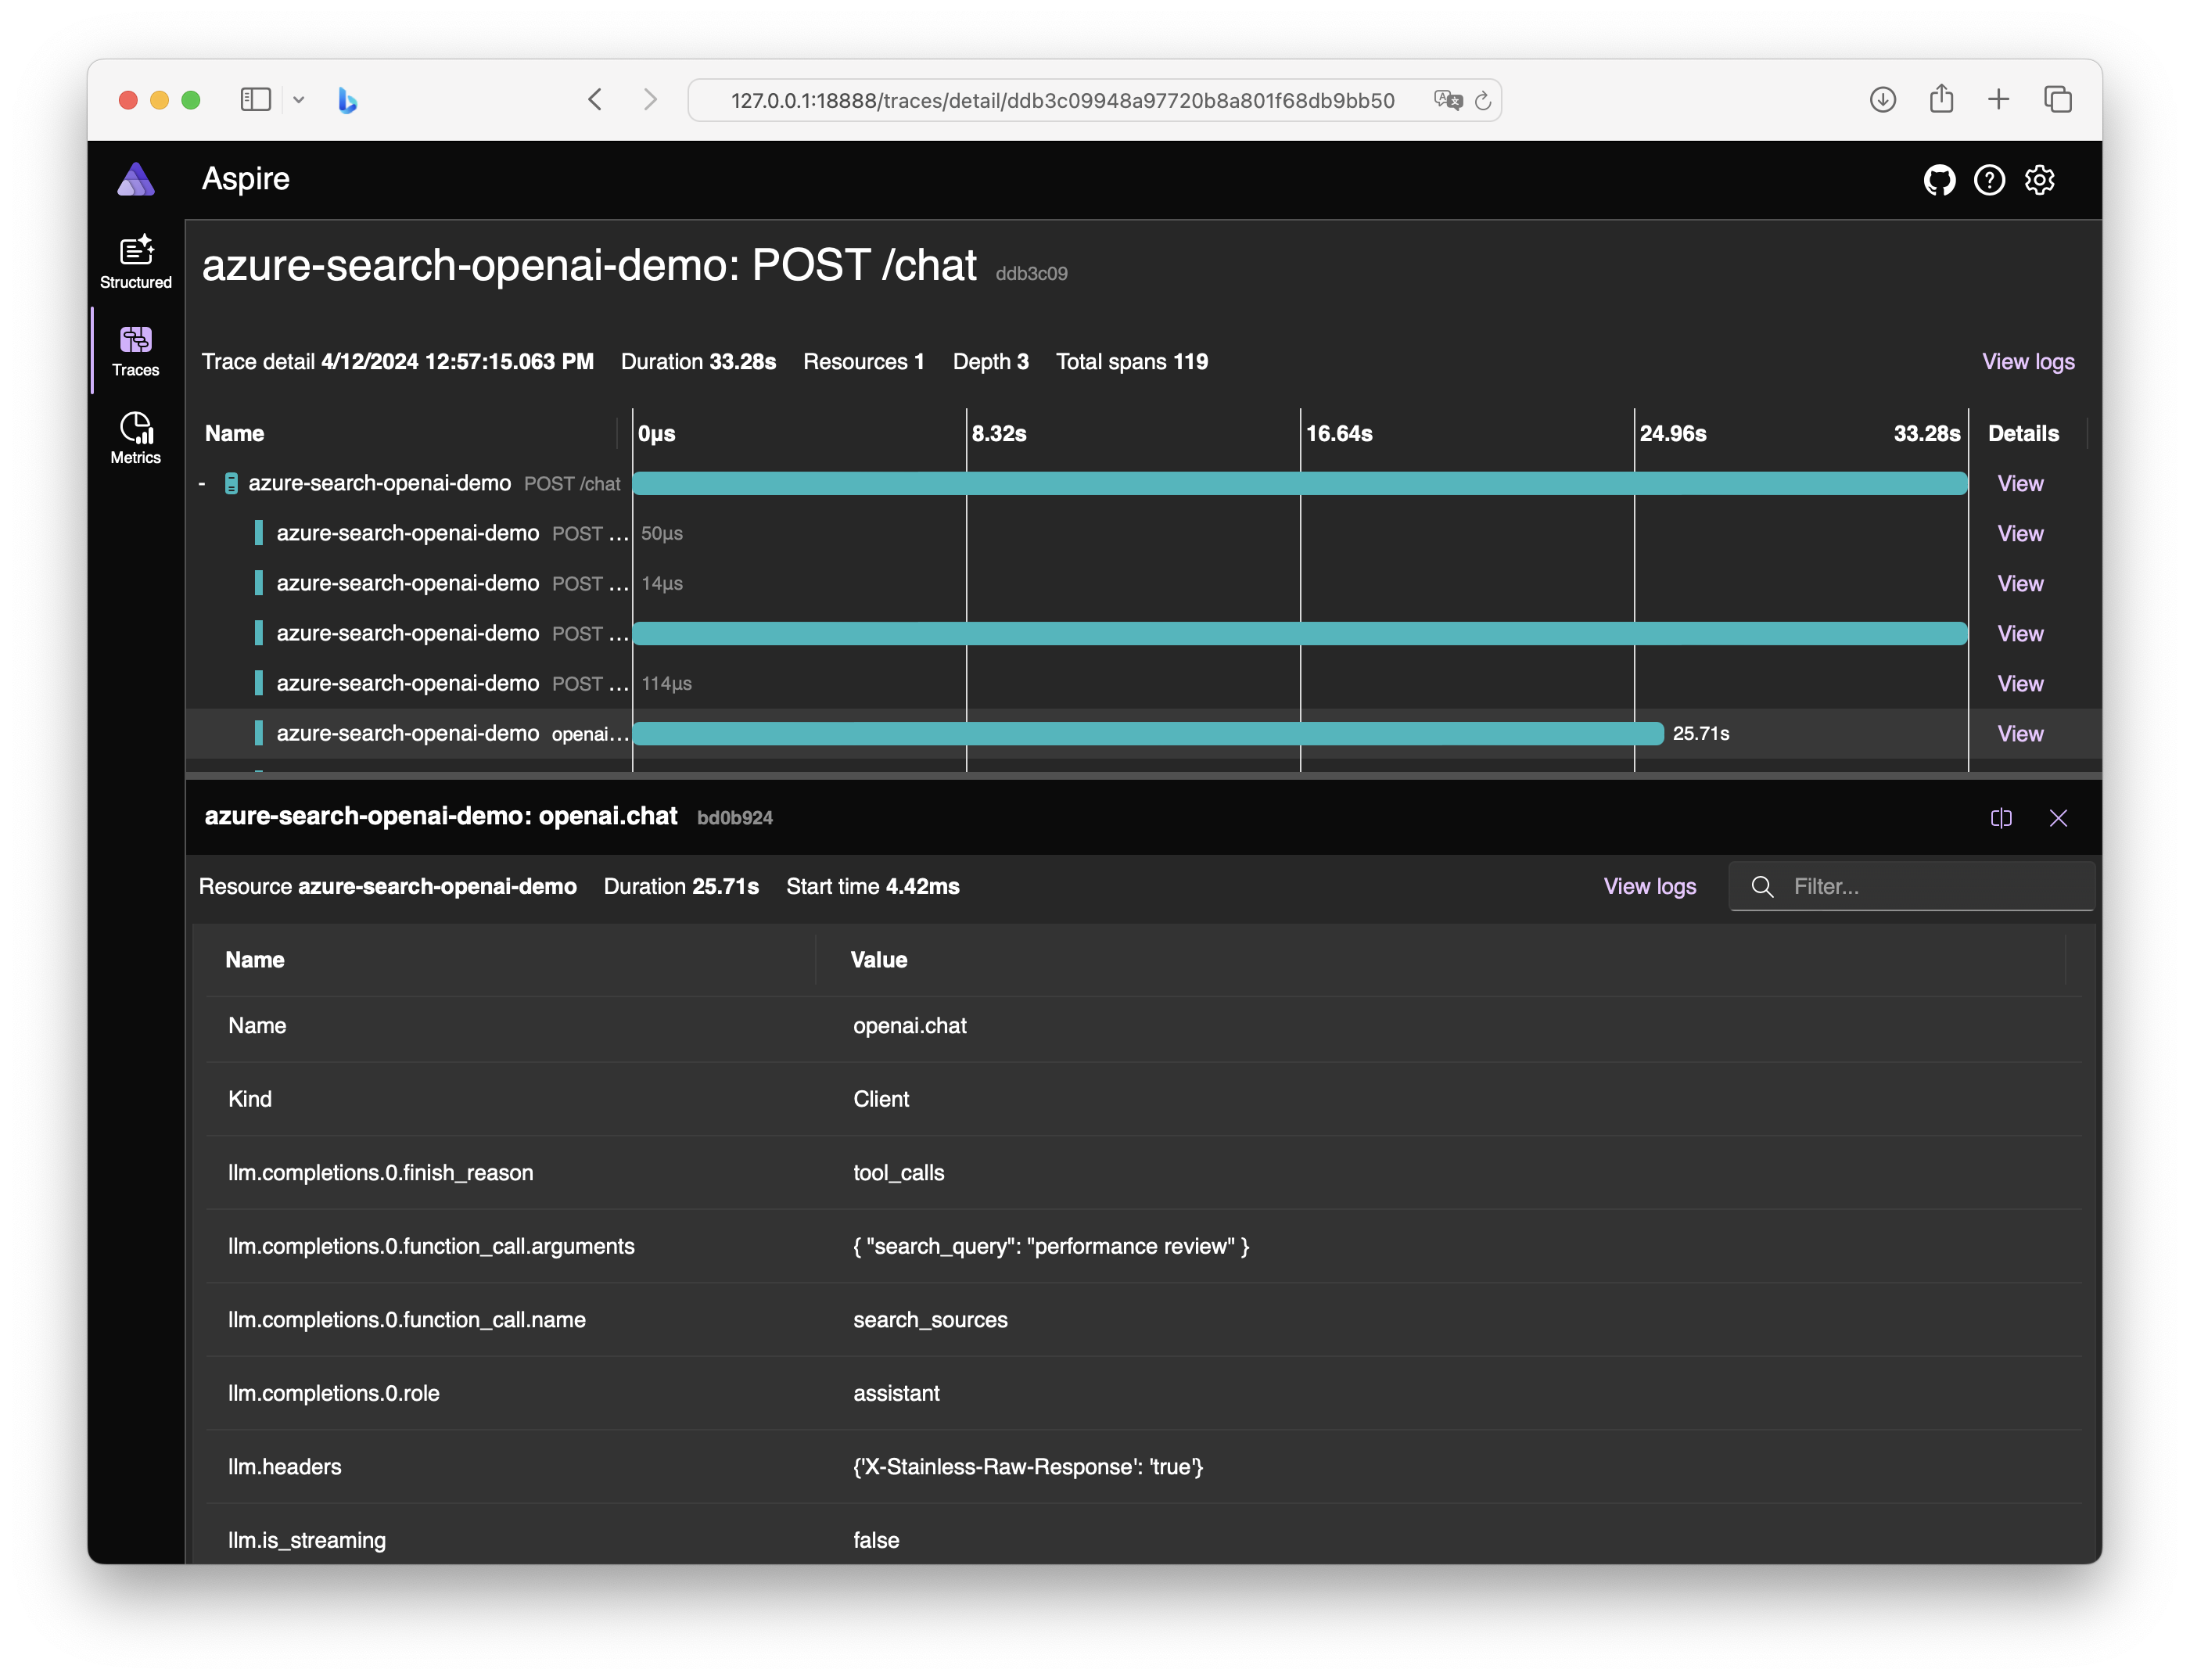 127.0.0.1:18888/traces/detail/ddb3c09948a97720b8a801f68db9bb50
Aspire
Structured
Traces
Metrics
azure-search-openai-demo: POST /chat ddb3c09
Trace detail 4/12/2024 12:57:15.063 PM Duration 33.28s Resources 1 Depth 3 Total spans 119 View logs
Name 0µs 8.32s 16.64s 24.96s 33.28s Details
- azure-search-openai-demo POST /chat View
azure-search-openai-demo POST ... 50µs View
azure-search-openai-demo POST ... 14µs View
azure-search-openai-demo POST ... View
azure-search-openai-demo POST ... 114µs View
azure-search-openai-demo openai... 25.71s View
azure-search-openai-demo: openai.chat bd0b924
Resource azure-search-openai-demo Duration 25.71s Start time 4.42ms View logs Filter...
Name Value
Name openai.chat
Kind Client
llm.completions.0.finish_reason tool_calls
llm.completions.0.function_call.arguments { "search_query": "performance review" }
llm.completions.0.function_call.name search_sources
llm.completions.0.role assistant
llm.headers {'X-Stainless-Raw-Response': 'true'}
llm.is_streaming false